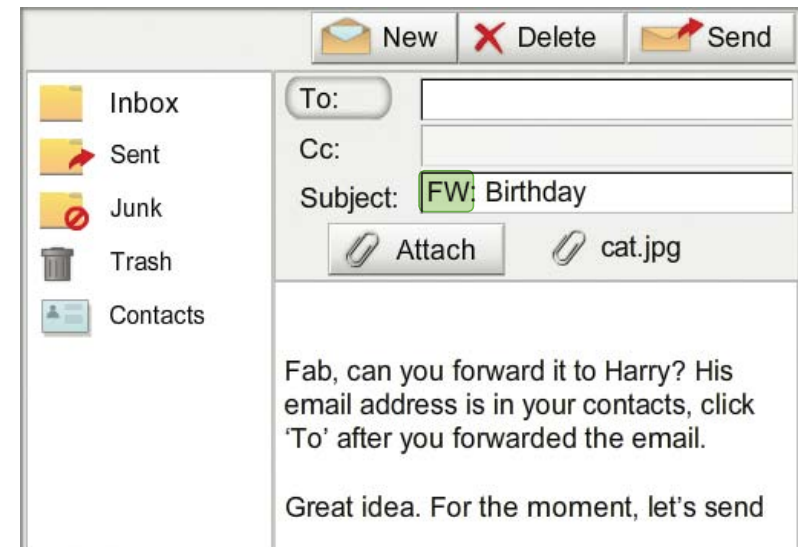 New Delete Send
Inbox
Sent
Junk
Trash
Contacts
To:
Cc:
Subject: FW: Birthday
Attach cat.jpg
Fab, can you forward it to Harry? His
email address is in your contacts, click
‘To’ after you forwarded the email.
Great idea. For the moment, let’s send